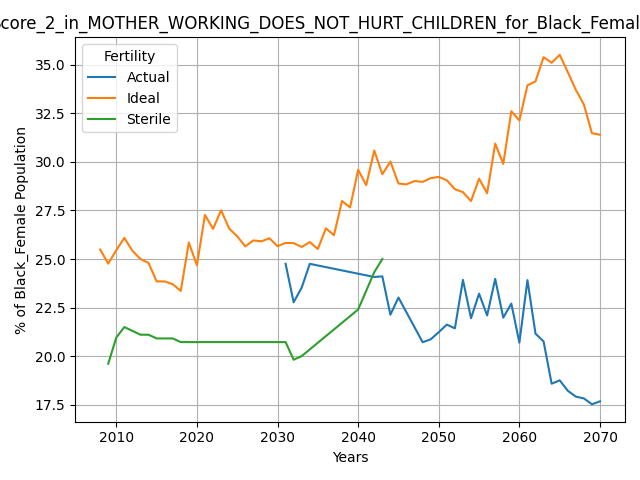 core_2_in_MOTHER_WORKING_DOES_NOT_HURT_CHILDREN_for_Black_Femal
Fertility
Actual
Ideal
Sterile
% of Black_Female Population
35.0
32.5
30.0
27.5
25.0
22.5
20.0
17.5
2010
2020
2030
2040
2050
2060
2070
Years